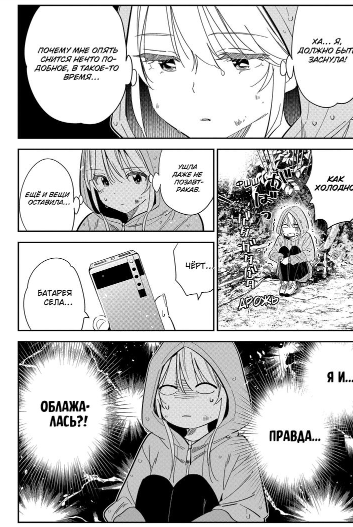 ХА... Я,
ДОЛЖНО БЫТЬ
ЗАСНУЛА!
ПОЧЕМУ МНЕ ОПЯТЬ
СНИТСЯ НЕЧТО ПО-
ДОБНОЕ, В ТАКОЕ-ТО
ВРЕМЯ...
КАК
ХОЛОДНО
ДРОЖЬ
УШЛА
ДАЖЕ НЕ
ПОЗАВТ-
РАКАВ.
ЕЩЁ И ВЕЩИ
ОСТАВИЛА...
ЧЁРТ...
БАТАРЕЯ
СЕЛА...
Я И...
ПРАВДА...
ОБЛАЖА-
ЛАСЬ?!